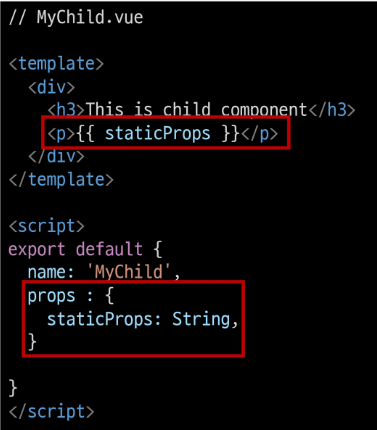 // MyChild.vue
<template>
<div>
<h3>This is child component</h3>
<p>{{ staticProps }}</p>
</div>
</template>
<script>
export default {
name: 'MyChild',
props : {
staticProps: String,
}
}
</script>